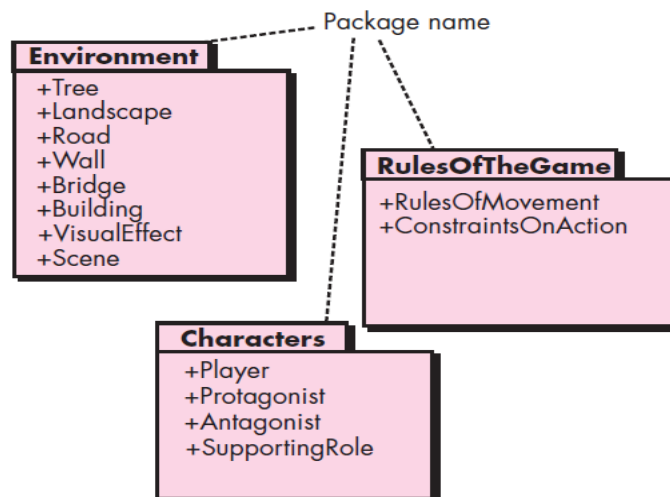 Package name
Environment
+Tree
+Landscape
+Road
+Wall
+Bridge
+Building
+VisualEffect
+Scene
RulesOfTheGame
+RulesOfMovement
+ConstraintsOnAction
Characters
+Player
+Protagonist
+Antagonist
+SupportingRole